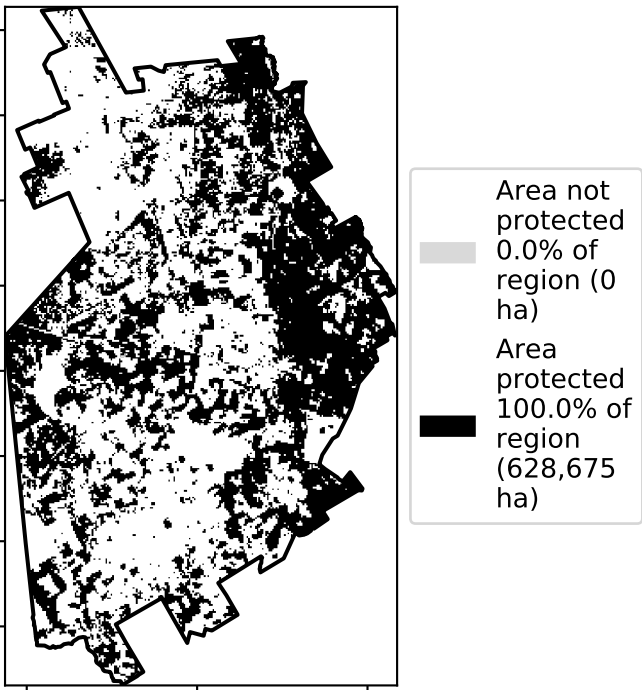 Area not
protected
0.0% of
region (0
ha)
Area
protected
100.0% of
region
(628,675
ha)